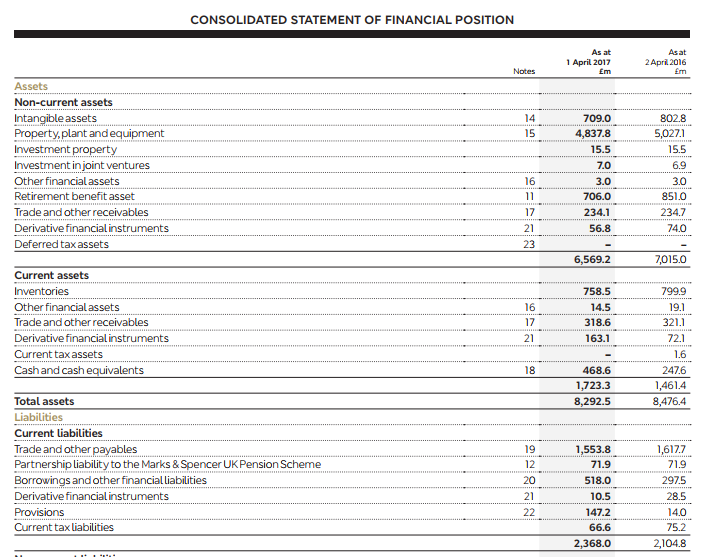 CONSOLIDATED STATEMENT OF FINANCIAL POSITION
As at As at
1 April 2017 2 April 2016
Notes £m £m
Assets
Non-current assets
Intangible assets 14 709.0 802.8
Property, plant and equipment 15 4,837.8 5,027.1
Investment property 15.5 15.5
Investment in joint ventures 7.0 6.9
Other financial assets 16 3.0 3.0
Retirement benefit asset 11 706.0 851.0
Trade and other receivables 17 234.1 234.7
Derivative financial instruments 21 56.8 74.0
Deferred tax assets 23 – –
6,569.2 7,015.0
Current assets
Inventories 758.5 799.9
Other financial assets 16 14.5 19.1
Trade and other receivables 17 318.6 321.1
Derivative financial instruments 21 163.1 72.1
Current tax assets – 1.6
Cash and cash equivalents 18 468.6 247.6
1,723.3 1,461.4
Total assets 8,292.5 8,476.4
Liabilities
Current liabilities
Trade and other payables 19 1,553.8 1,617.7
Partnership liability to the Marks & Spencer UK Pension Scheme 12 71.9 71.9
Borrowings and other financial liabilities 20 518.0 297.5
Derivative financial instruments 21 10.5 28.5
Provisions 22 147.2 14.0
Current tax liabilities 66.6 75.2
2,368.0 2,104.8